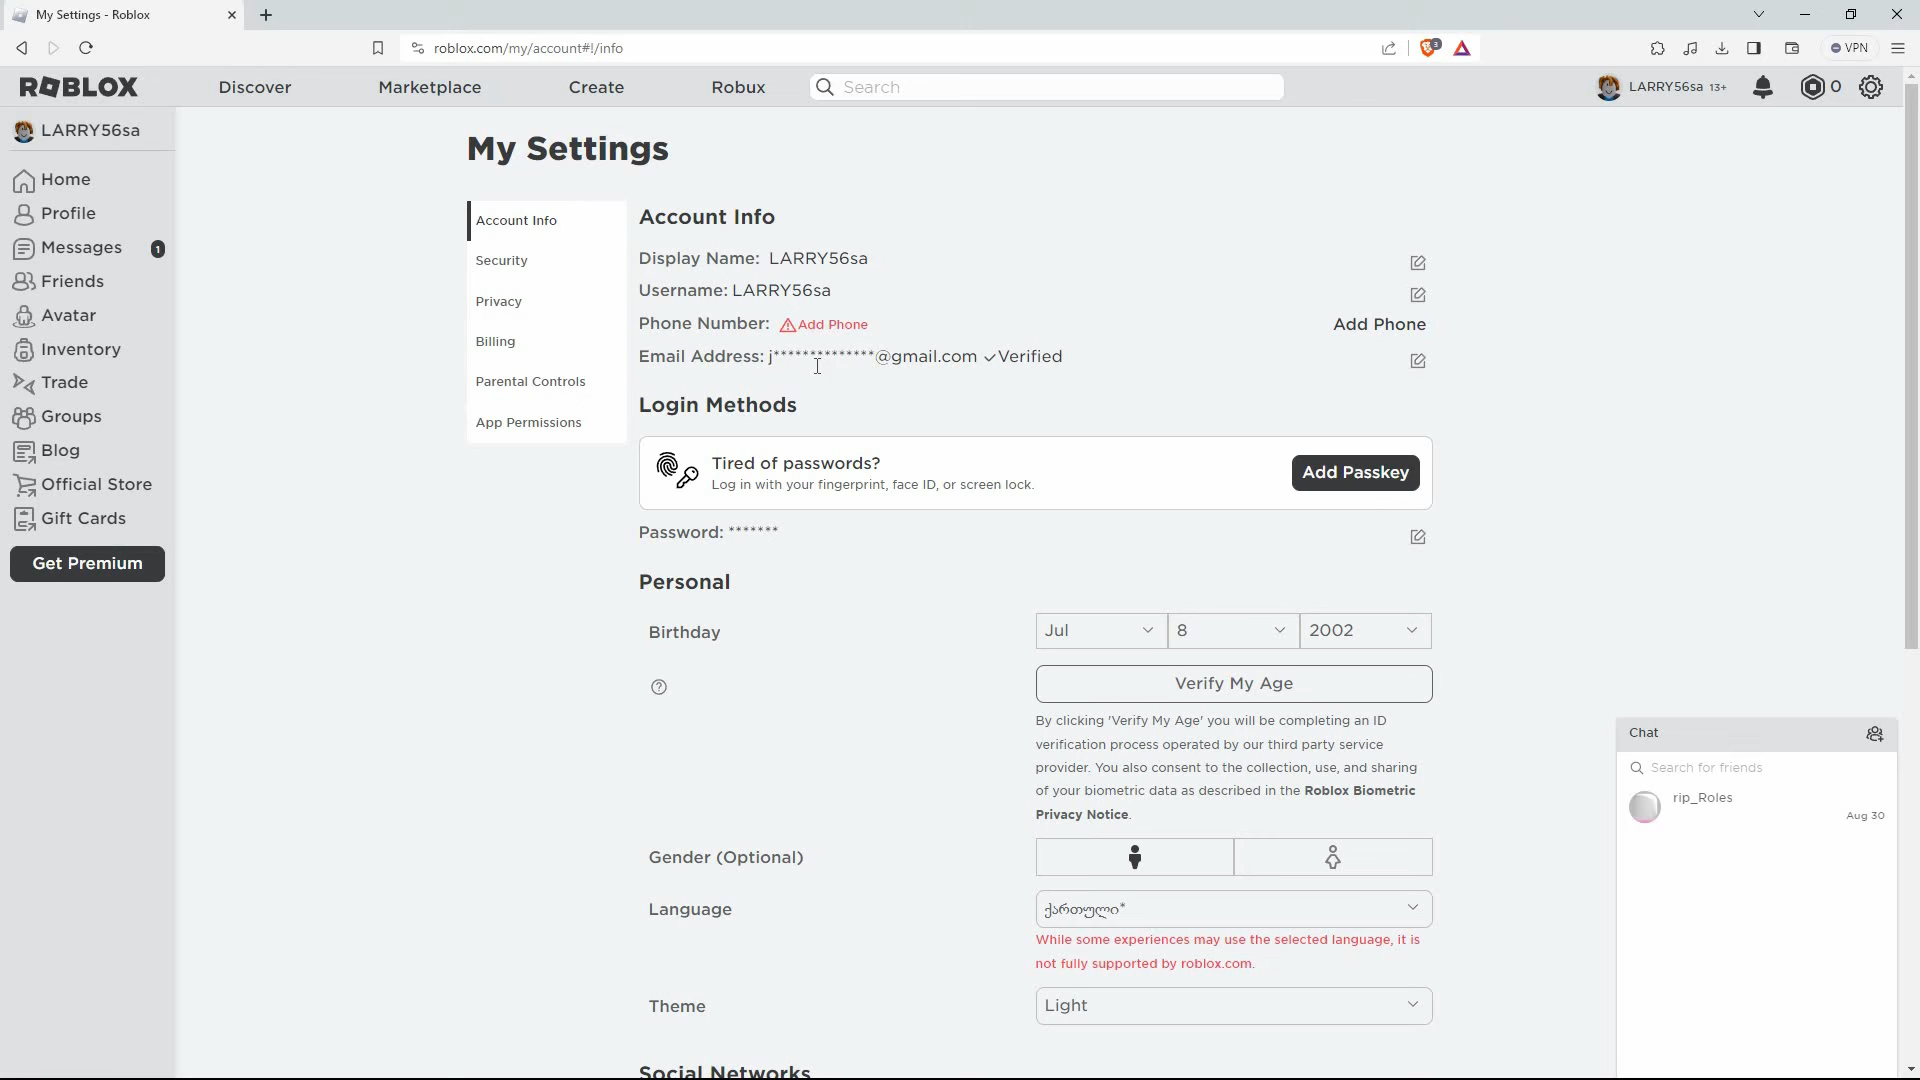 My Settings - Roblox
roblox.com/my/account#!/info
3
VPN
ROBLOX
Discover
Marketplace
Create
Robux
Search
LARRY56sa 13+
0
LARRY56sa
Home
Profile
Messages 1
Friends
Avatar
Inventory
Trade
Groups
Blog
Official Store
Gift Cards
Get Premium
My Settings
Account Info
Security
Privacy
Billing
Parental Controls
App Permissions
Account Info
Display Name: LARRY56sa
Username: LARRY56sa
Phone Number: Add Phone Add Phone
Email Address: j**************@gmail.com ✓Verified
Login Methods
Tired of passwords?
Log in with your fingerprint, face ID, or screen lock.
Add Passkey
Password: *******
Personal
Birthday
Jul 8 2002
Verify My Age
By clicking 'Verify My Age' you will be completing an ID
verification process operated by our third party service
provider. You also consent to the collection, use, and sharing
of your biometric data as described in the Roblox Biometric
Privacy Notice.
Gender (Optional)
Language
ქართული*
While some experiences may use the selected language, it is
not fully supported by roblox.com.
Theme
Light
Social Networks
Chat
Search for friends
rip_Roles
Aug 30